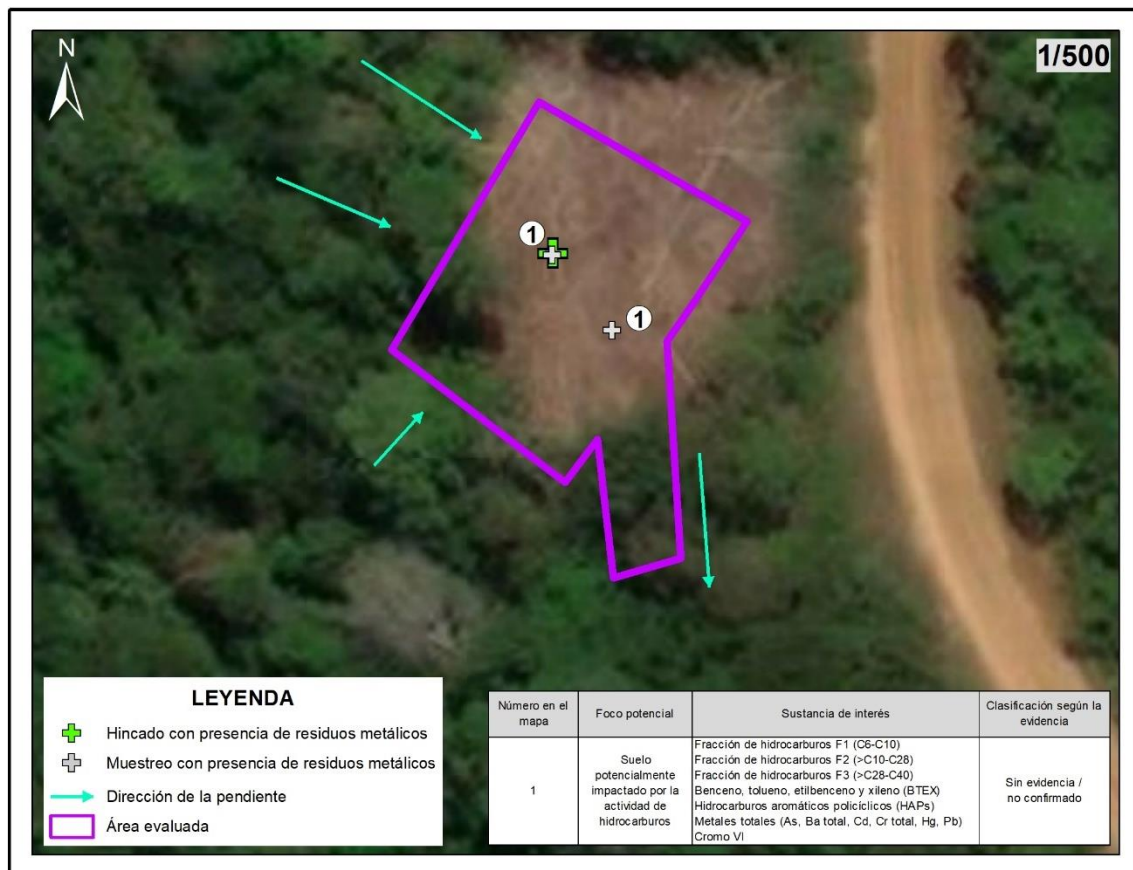 N
1/500
1
1
LEYENDA
Hincado con presencia de residuos metálicos
Muestreo con presencia de residuos metálicos
Dirección de la pendiente
Área evaluada
Número en el mapa
Foco potencial
Sustancia de interés
Clasificación según la evidencia
1
Suelo
potencialmente
impactado por la
actividad de
hidrocarburos
Fracción de hidrocarburos F1 (C6-C10)
Fracción de hidrocarburos F2 (>C10-C28)
Fracción de hidrocarburos F3 (>C28-C40)
Benceno, tolueno, etilbenceno y xileno (BTEX)
Hidrocarburos aromáticos policíclicos (HAPs)
Metales totales (As, Ba total, Cd, Cr total, Hg, Pb)
Cromo VI
Sin evidencia /
no confirmado